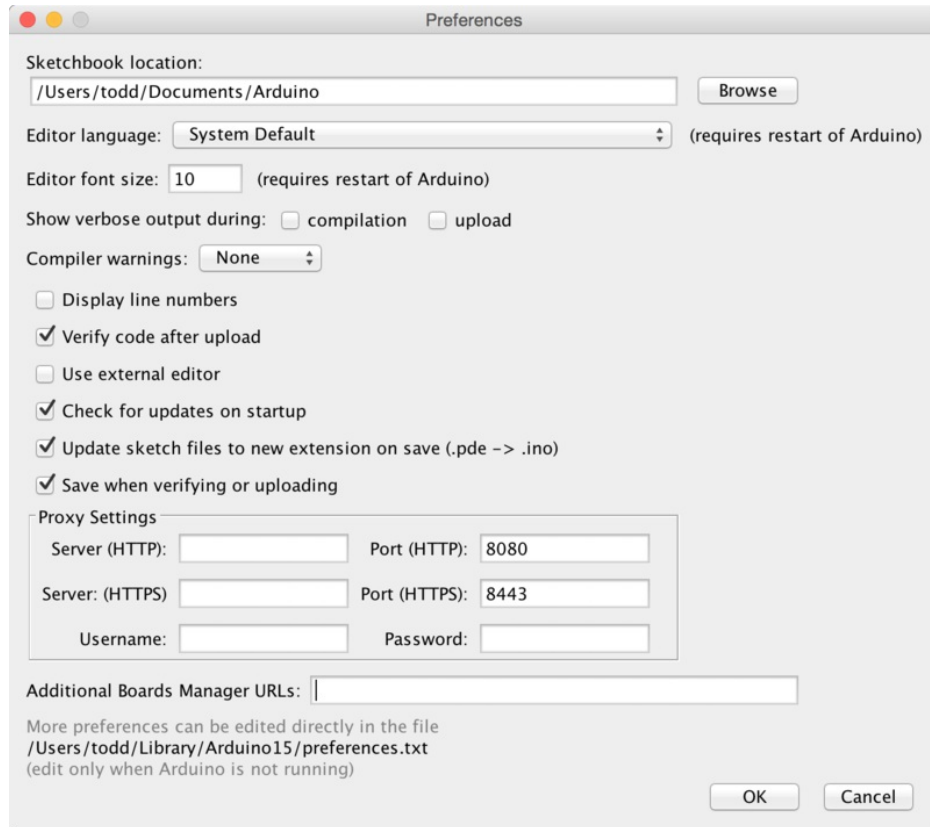 Preferences
Sketchbook location:
/Users/todd/Documents/Arduino Browse
Editor language: System Default (requires restart of Arduino)
Editor font size: 10 (requires restart of Arduino)
Show verbose output during: compilation upload
Compiler warnings: None
Display line numbers
Verify code after upload
Use external editor
Check for updates on startup
Update sketch files to new extension on save (.pde -> .ino)
Save when verifying or uploading
Proxy Settings
Server (HTTP): Port (HTTP): 8080
Server: (HTTPS) Port (HTTPS): 8443
Username: Password:
Additional Boards Manager URLs:
More preferences can be edited directly in the file
/Users/todd/Library/Arduino15/preferences.txt
(edit only when Arduino is not running)
OK Cancel